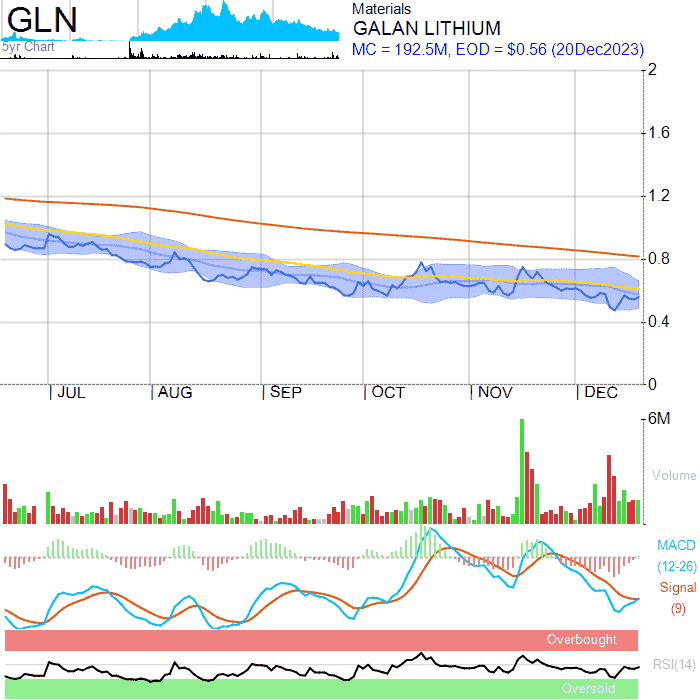 GLN
5yr Chart
Materials
GALAN LITHIUM
MC = 192.5M, EOD = $0.56 (20Dec2023)
2
1.6
1.2
0.8
0.4
0
JUL AUG SEP OCT NOV DEC
6M
Volume
MACD
(12-26)
Signal
(9)
Overbought
RSI(14)
Oversold